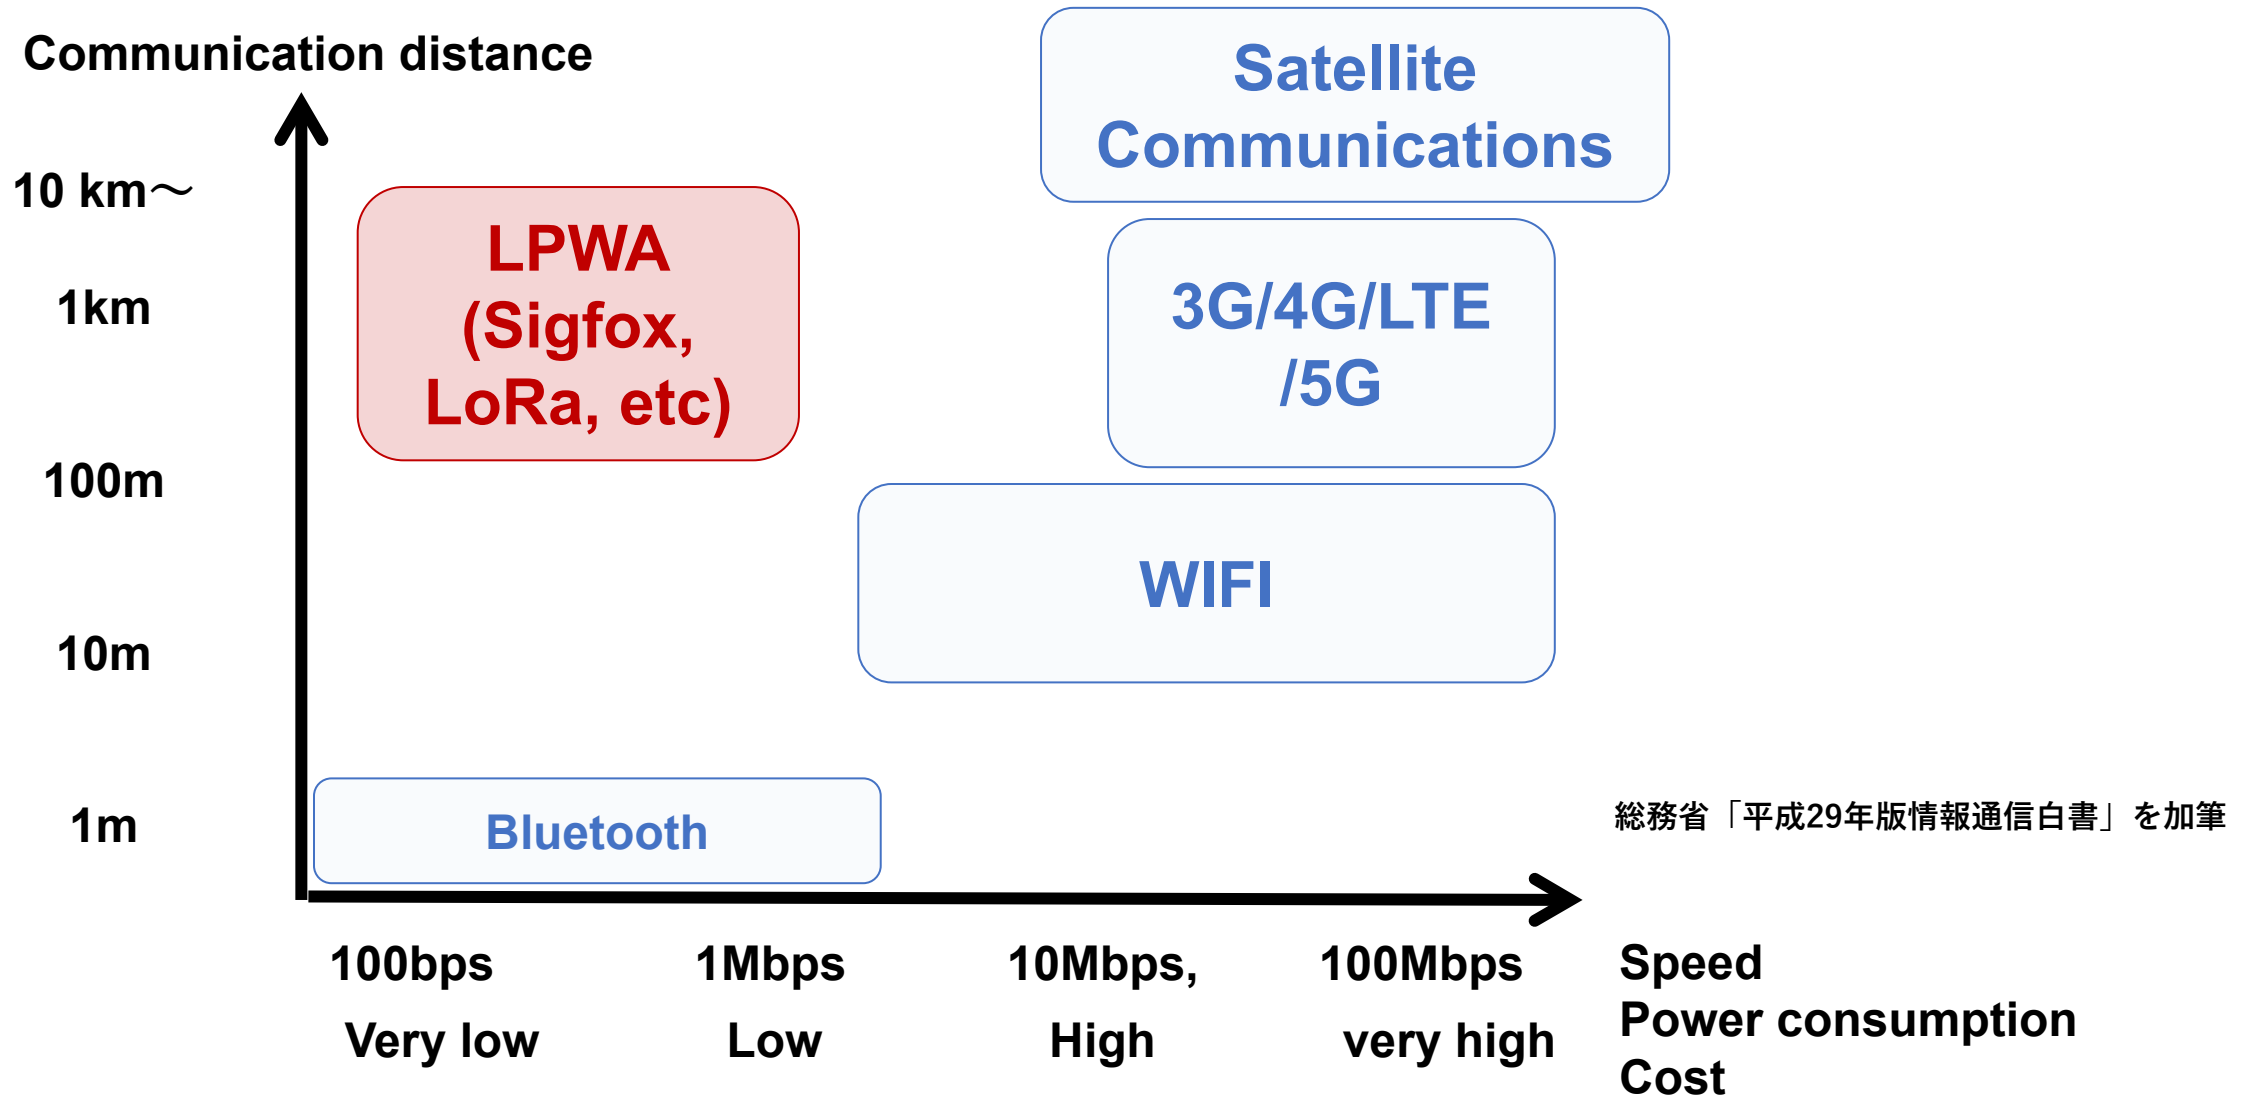 Communication distance
Satellite
Communications
10 km～
LPWA
(Sigfox,
LoRa, etc)
1km
3G/4G/LTE
/5G
100m
WIFI
10m
1m
Bluetooth
総務省「平成29年版情報通信白書」を加筆
100bps
1Mbps
10Mbps,
100Mbps
Speed
Very low
Low
High
very high
Power consumption
Cost